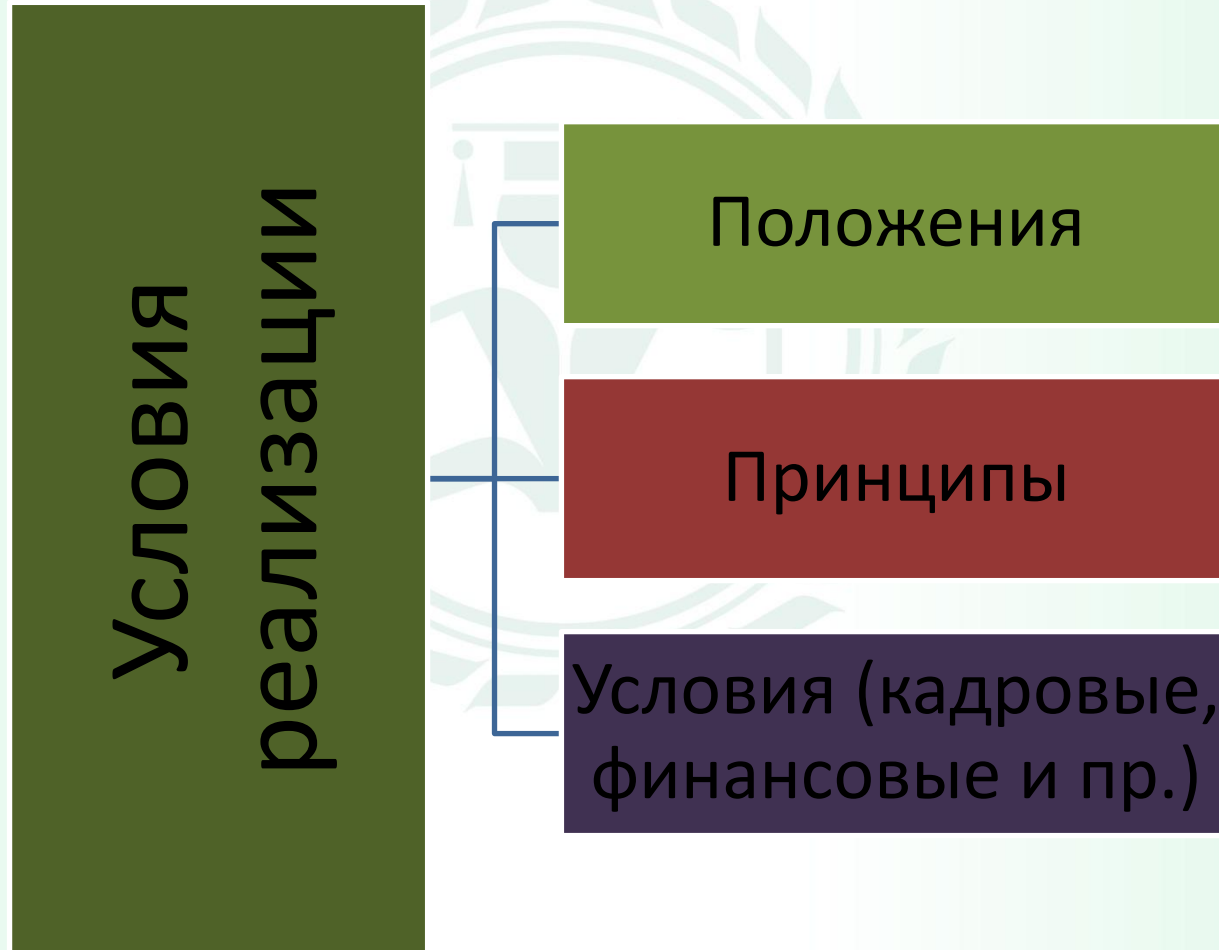 Условия
реализации
Положения
Принципы
Условия (кадровые,
финансовые и пр.)